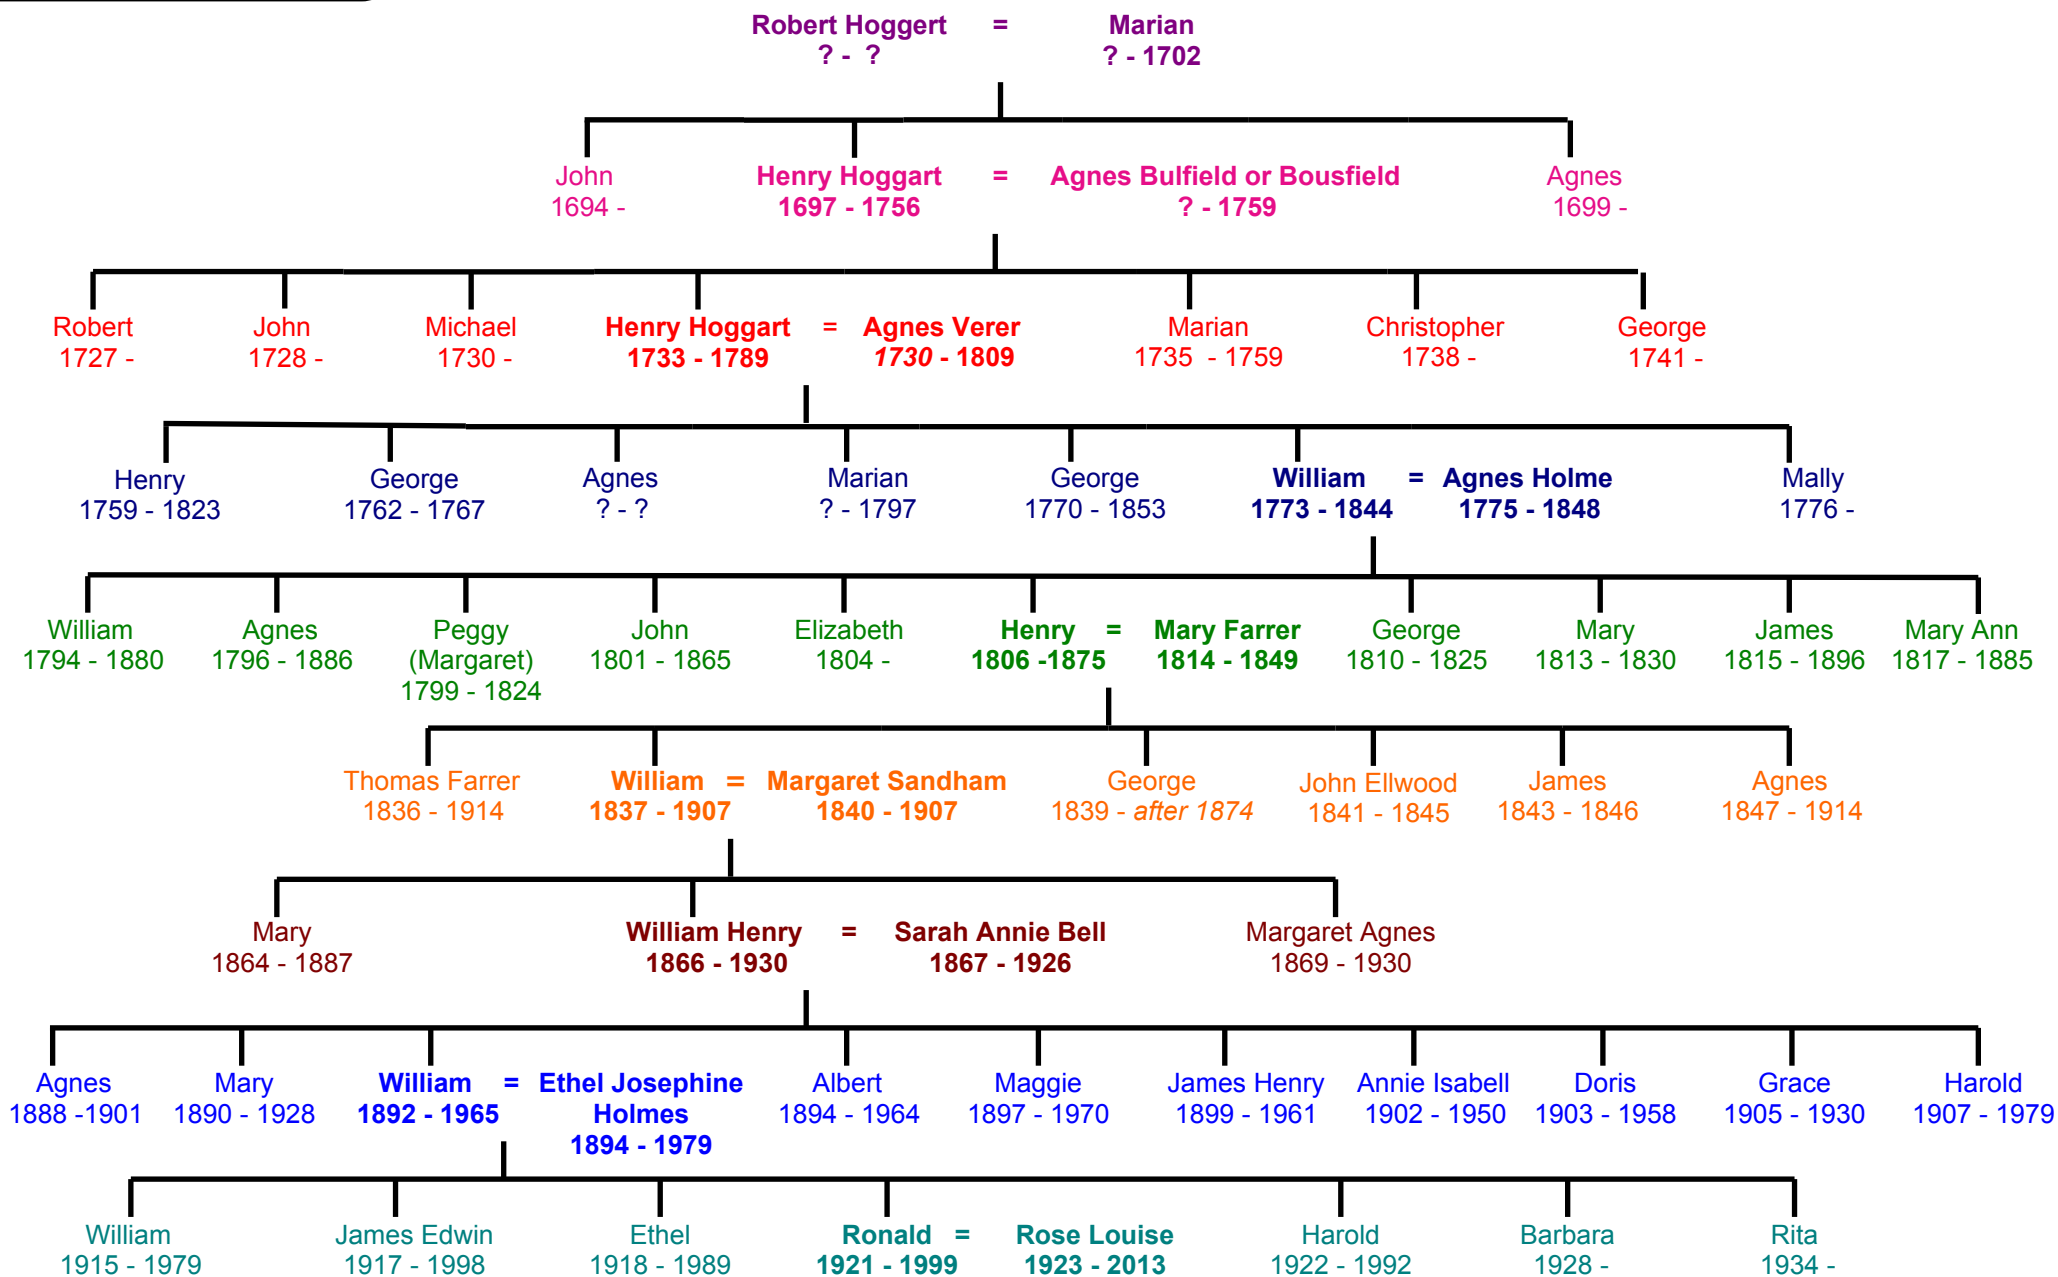 Robert Hoggert = Marian
? - ? ? - 1702
John Henry Hoggart = Agnes Bulfield or Bousfield Agnes
1694 - 1697 - 1756 ? - 1759 1699 -
Robert John Michael Henry Hoggart = Agnes Verer Marian Christopher George
1727 - 1728 - 1730 - 1733 - 1789 1730 - 1809 1735 - 1759 1738 - 1741 -
Henry George Agnes Marian George William = Agnes Holme Mally
1759 - 1823 1762 - 1767 ? - ? ? - 1797 1770 - 1853 1773 - 1844 1775 - 1848 1776 -
William Agnes Peggy John Elizabeth Henry = Mary Farrer George Mary James Mary Ann
1794 - 1880 1796 - 1886 (Margaret) 1801 - 1865 1804 - 1806 -1875 1814 - 1849 1810 - 1825 1813 - 1830 1815 - 1896 1817 - 1885
1799 - 1824
Thomas Farrer William = Margaret Sandham George John Ellwood James Agnes
1836 - 1914 1837 - 1907 1840 - 1907 1839 - after 1874 1841 - 1845 1843 - 1846 1847 - 1914
Mary William Henry = Sarah Annie Bell Margaret Agnes
1864 - 1887 1866 - 1930 1867 - 1926 1869 - 1930
Agnes Mary William = Ethel Josephine Albert Maggie James Henry Annie Isabell Doris Grace Harold
1888 -1901 1890 - 1928 1892 - 1965 Holmes 1894 - 1964 1897 - 1970 1899 - 1961 1902 - 1950 1903 - 1958 1905 - 1930 1907 - 1979
1894 - 1979
William James Edwin Ethel Ronald = Rose Louise Harold Barbara Rita
1915 - 1979 1917 - 1998 1918 - 1989 1921 - 1999 1923 - 2013 1922 - 1992 1928 - 1934 -